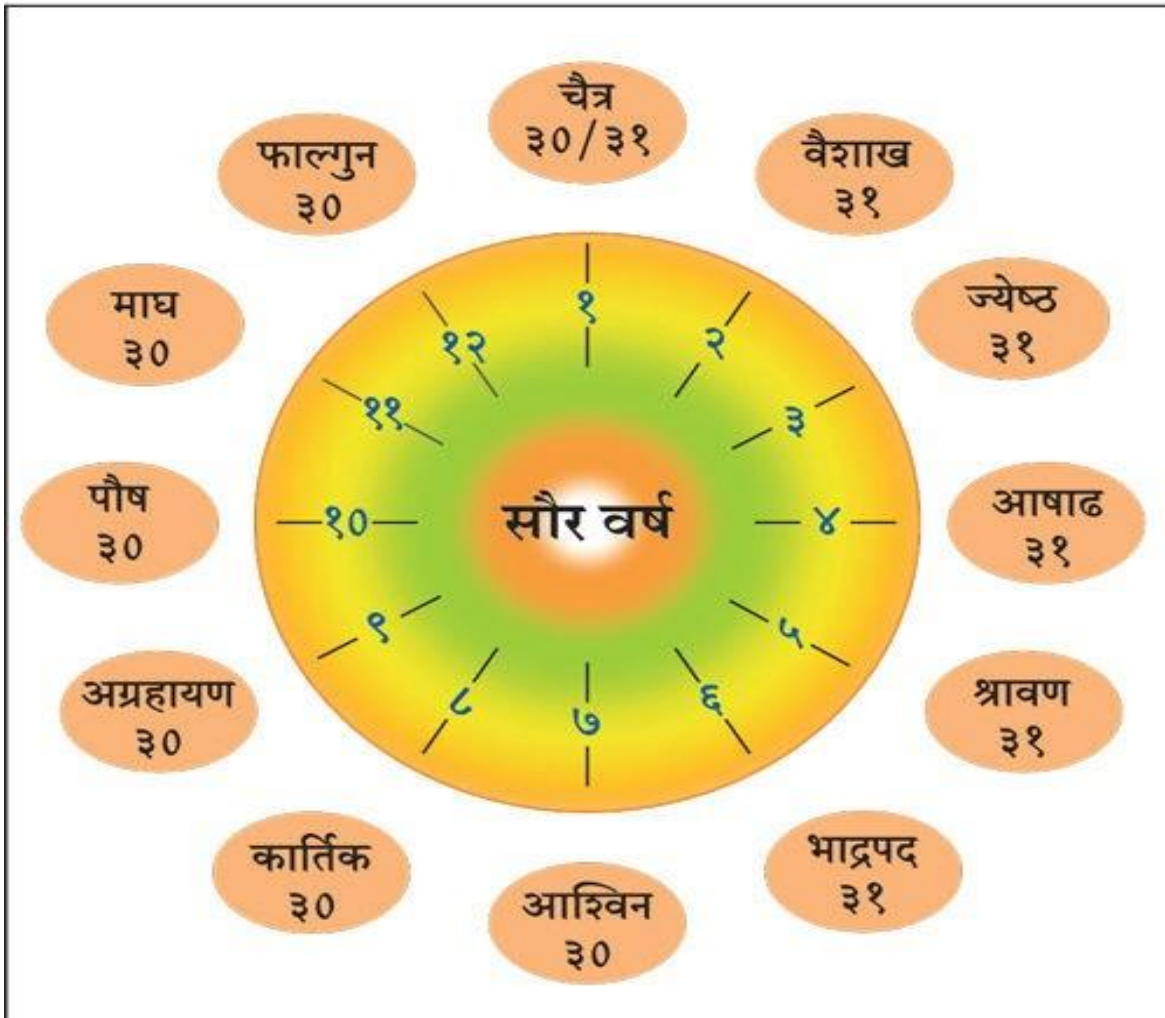 चैत्र
३०/३१
वैशाख
३१
ज्येष्ठ
३१
आषाढ
३१
श्रावण
३१
भाद्रपद
३१
आश्विन
३०
कार्तिक
३०
अग्रहायण
३०
पौष
३०
माघ
३०
फाल्गुन
३०
१
२
३
४
५
६
७
८
९
१०
११
१२
सौर वर्ष